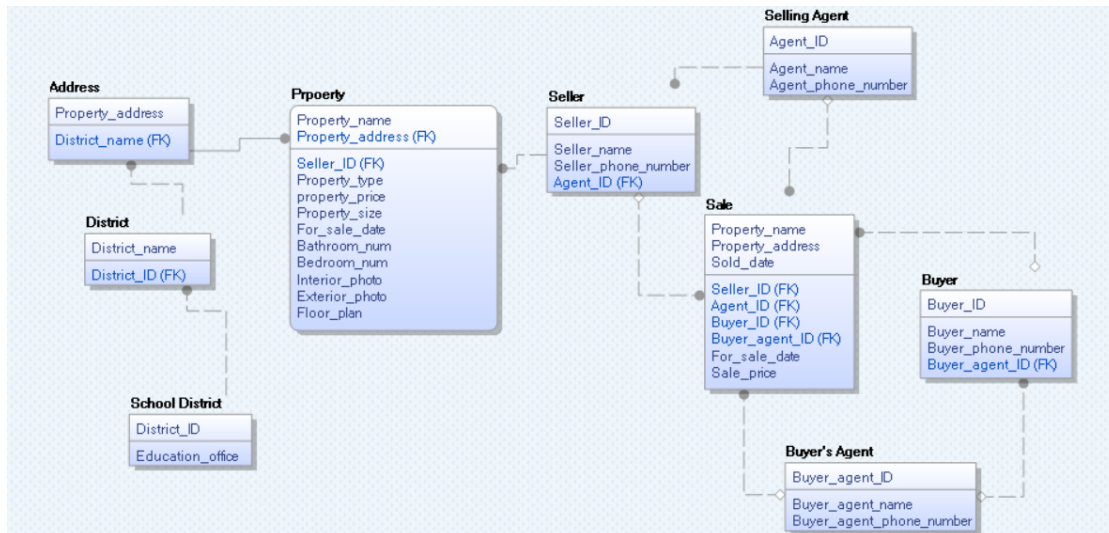 Selling Agent
Agent_ID
Agent_name
Agent_phone_number
Address
Property_address
District_name (FK)
Prpoerty
Property_name
Property_address (FK)
Seller_ID (FK)
Property_type
property_price
Property_size
For_sale_date
Bathroom_num
Bedroom_num
Interior_photo
Exterior_photo
Floor_plan
Seller
Seller_ID
Seller_name
Seller_phone_number
Agent_ID (FK)
District
District_name
District_ID (FK)
Sale
Property_name
Property_address
Sold_date
Seller_ID (FK)
Agent_ID (FK)
Buyer_ID (FK)
Buyer_agent_ID (FK)
For_sale_date
Sale_price
Buyer
Buyer_ID
Buyer_name
Buyer_phone_number
Buyer_agent_ID (FK)
School District
District_ID
Education_office
Buyer's Agent
Buyer_agent_ID
Buyer_agent_name
Buyer_agent_phone_number